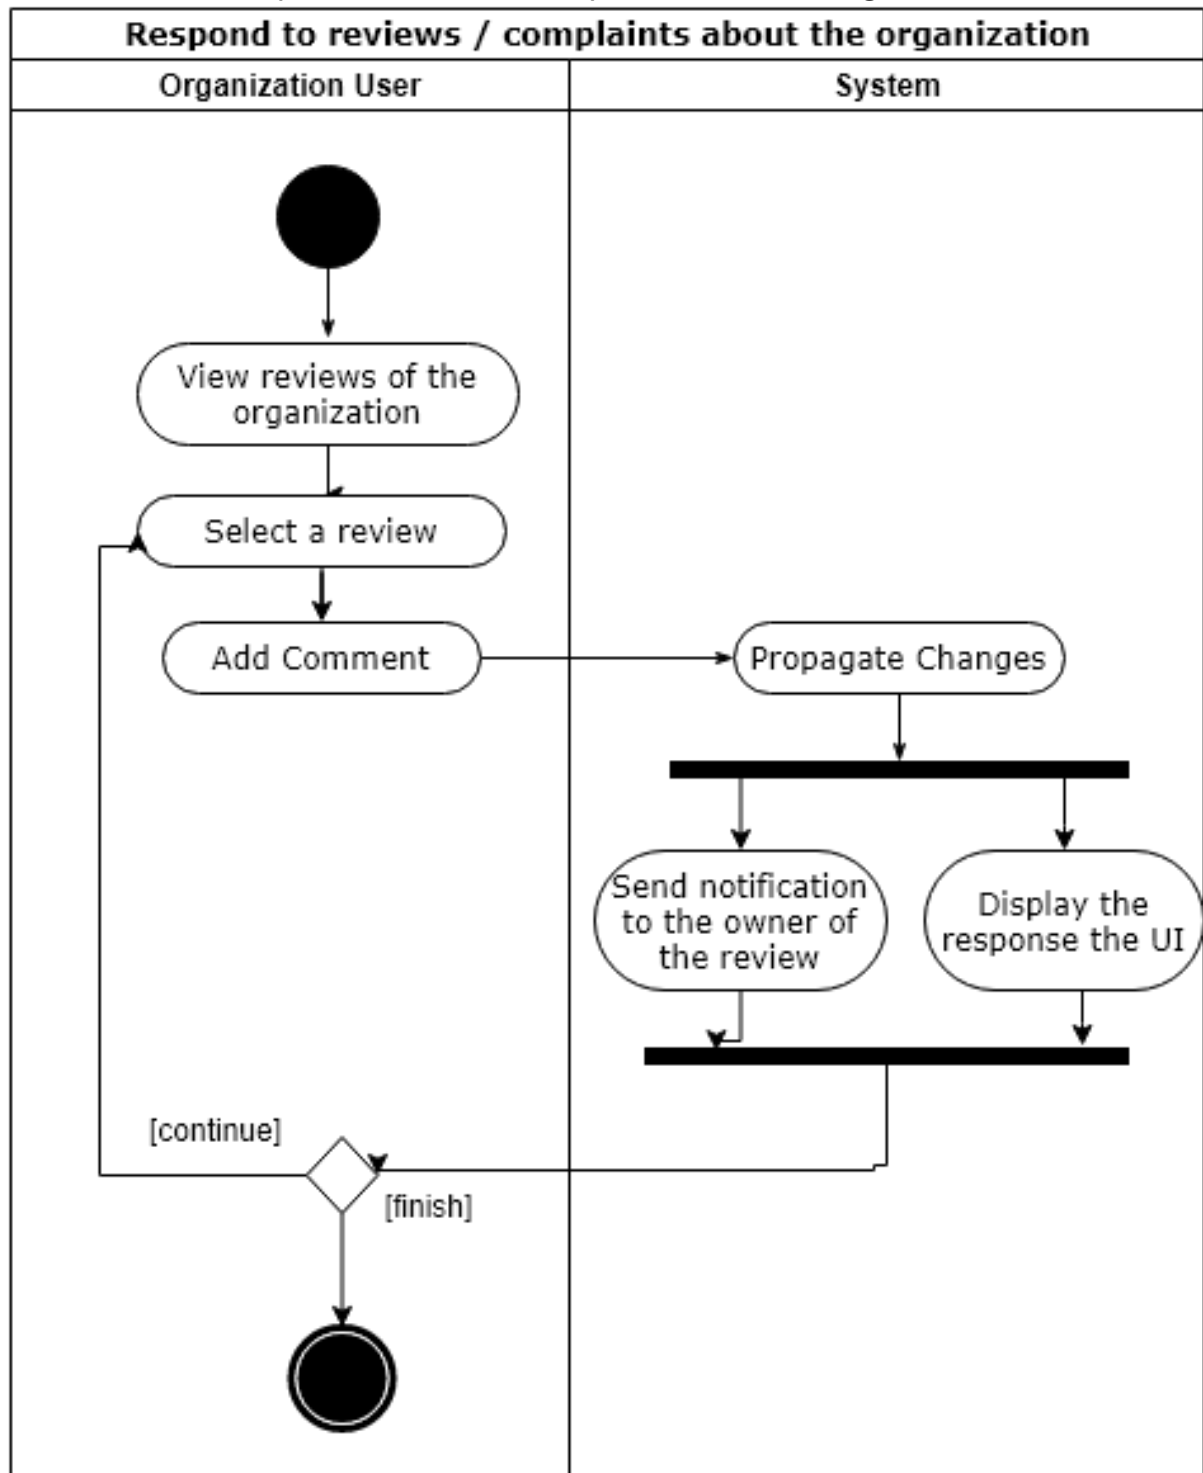 Respond to reviews / complaints about the organization
Organization User
System
View reviews of the
organization
Select a review
Add Comment
Propagate Changes
Send notification
to the owner of
the review
Display the
response the UI
[continue]
[finish]